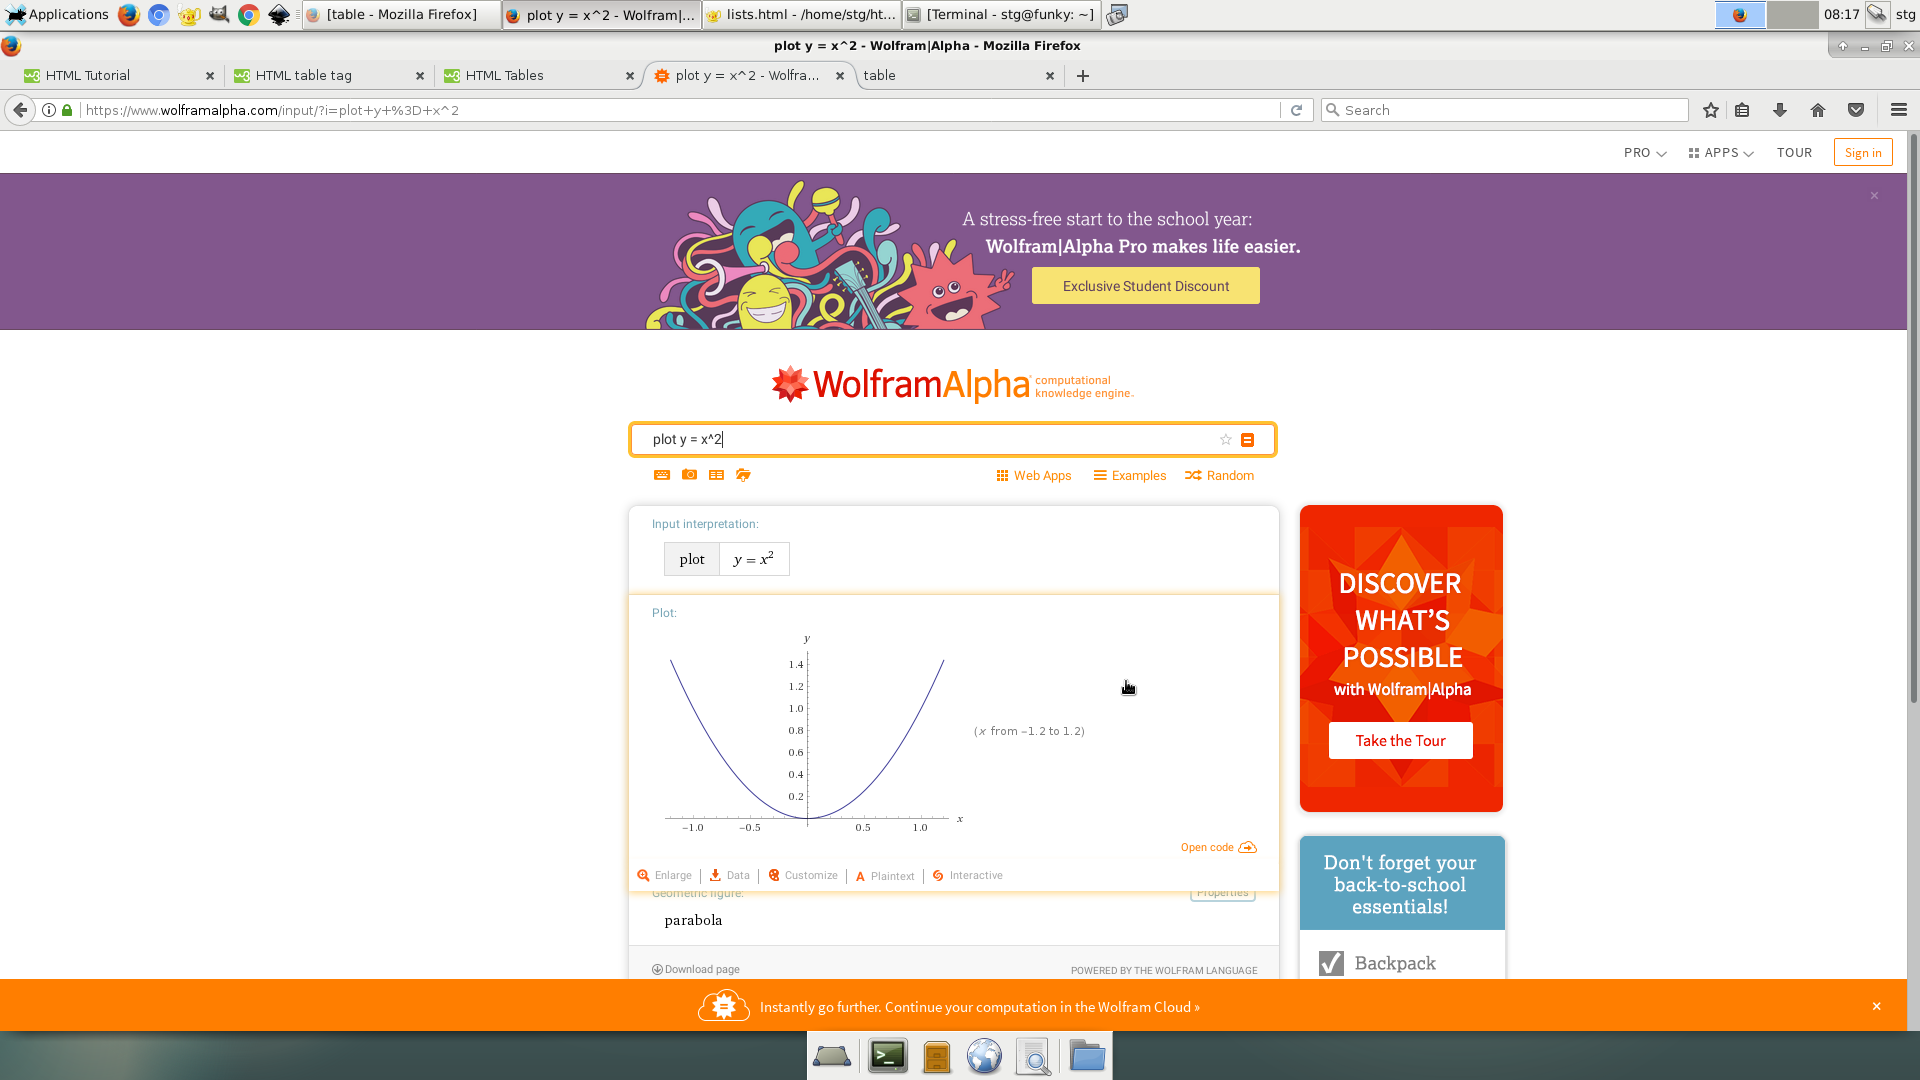 Applications [table - Mozilla Firefox] plot y = x^2 - Wolfram|... lists.html - /home/stg/ht... [Terminal - stg@funky: ~] 08:17 stg
plot y = x^2 - Wolfram|Alpha - Mozilla Firefox
HTML Tutorial HTML table tag HTML Tables plot y = x^2 - Wolfra... table
https://www.wolframalpha.com/input/?i=plot+y+%3D+x^2 Search
PRO APPS TOUR Sign in
A stress-free start to the school year:
Wolfram|Alpha Pro makes life easier.
Exclusive Student Discount
WolframAlpha computational
knowledge engine.
plot y = x^2
Web Apps Examples Random
Input interpretation:
plot y = x²
Plot:
y
1.4
1.2
1.0
0.8
0.6
0.4
0.2
−1.0 −0.5 0.5 1.0 x
(x from −1.2 to 1.2)
Open code
Enlarge Data Customize Plaintext Interactive
Geometric figure: Properties
parabola
Download page POWERED BY THE WOLFRAM LANGUAGE
DISCOVER
WHAT'S
POSSIBLE
with Wolfram|Alpha
Take the Tour
Don't forget your
back-to-school
essentials!
Backpack
Instantly go further. Continue your computation in the Wolfram Cloud »